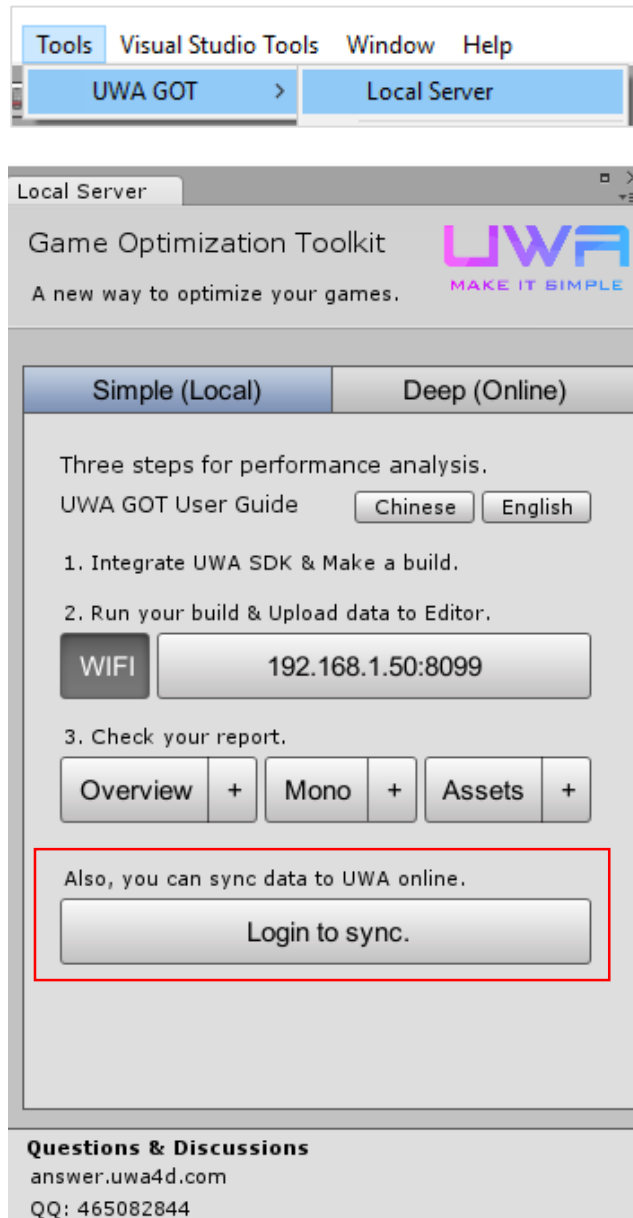 Tools Visual Studio Tools Window Help
UWA GOT > Local Server
Local Server
Game Optimization Toolkit
UWA
A new way to optimize your games.
MAKE IT SIMPLE
Simple (Local) Deep (Online)
Three steps for performance analysis.
UWA GOT User Guide Chinese English
1. Integrate UWA SDK & Make a build.
2. Run your build & Upload data to Editor.
WIFI 192.168.1.50:8099
3. Check your report.
Overview + Mono + Assets +
Also, you can sync data to UWA online.
Login to sync.
Questions & Discussions
answer.uwa4d.com
QQ: 465082844